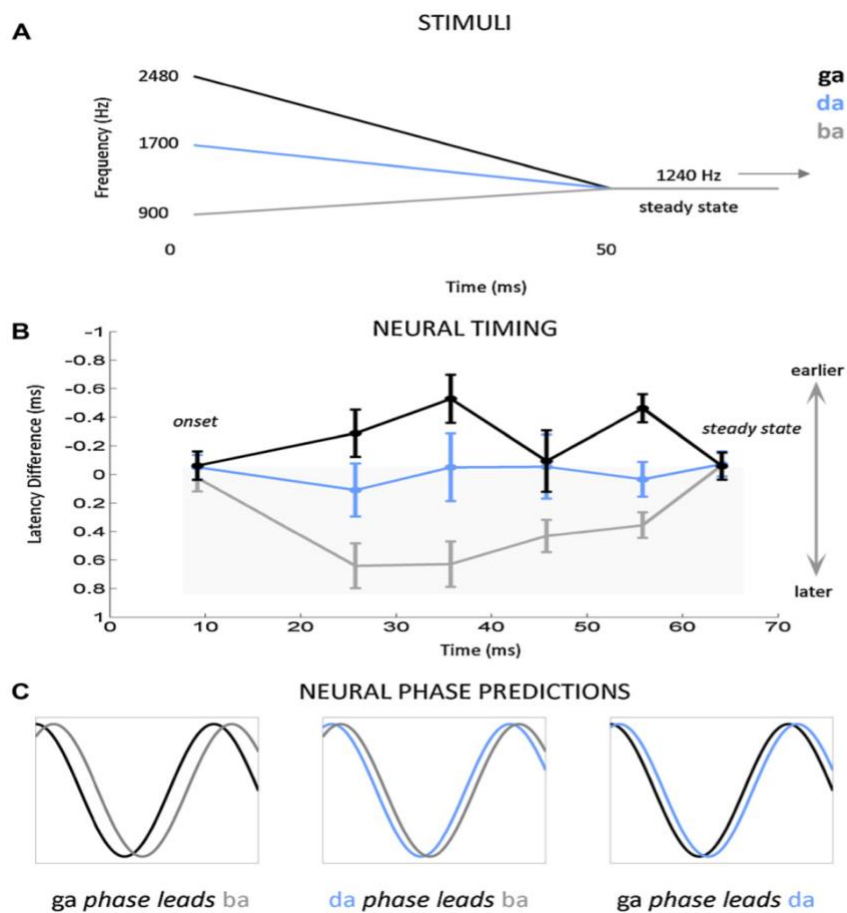 A
STIMULI
Frequency (Hz)
2480
1700
900
0
50
Time (ms)
1240 Hz
steady state
ga
da
ba
B
NEURAL TIMING
Latency Difference (ms)
-1
-0.8
-0.6
-0.4
-0.2
0
0.2
0.4
0.6
0.8
1
0 10 20 30 40 50 60 70
Time (ms)
onset
steady state
earlier
later
C
NEURAL PHASE PREDICTIONS
ga phase leads ba
da phase leads ba
ga phase leads da